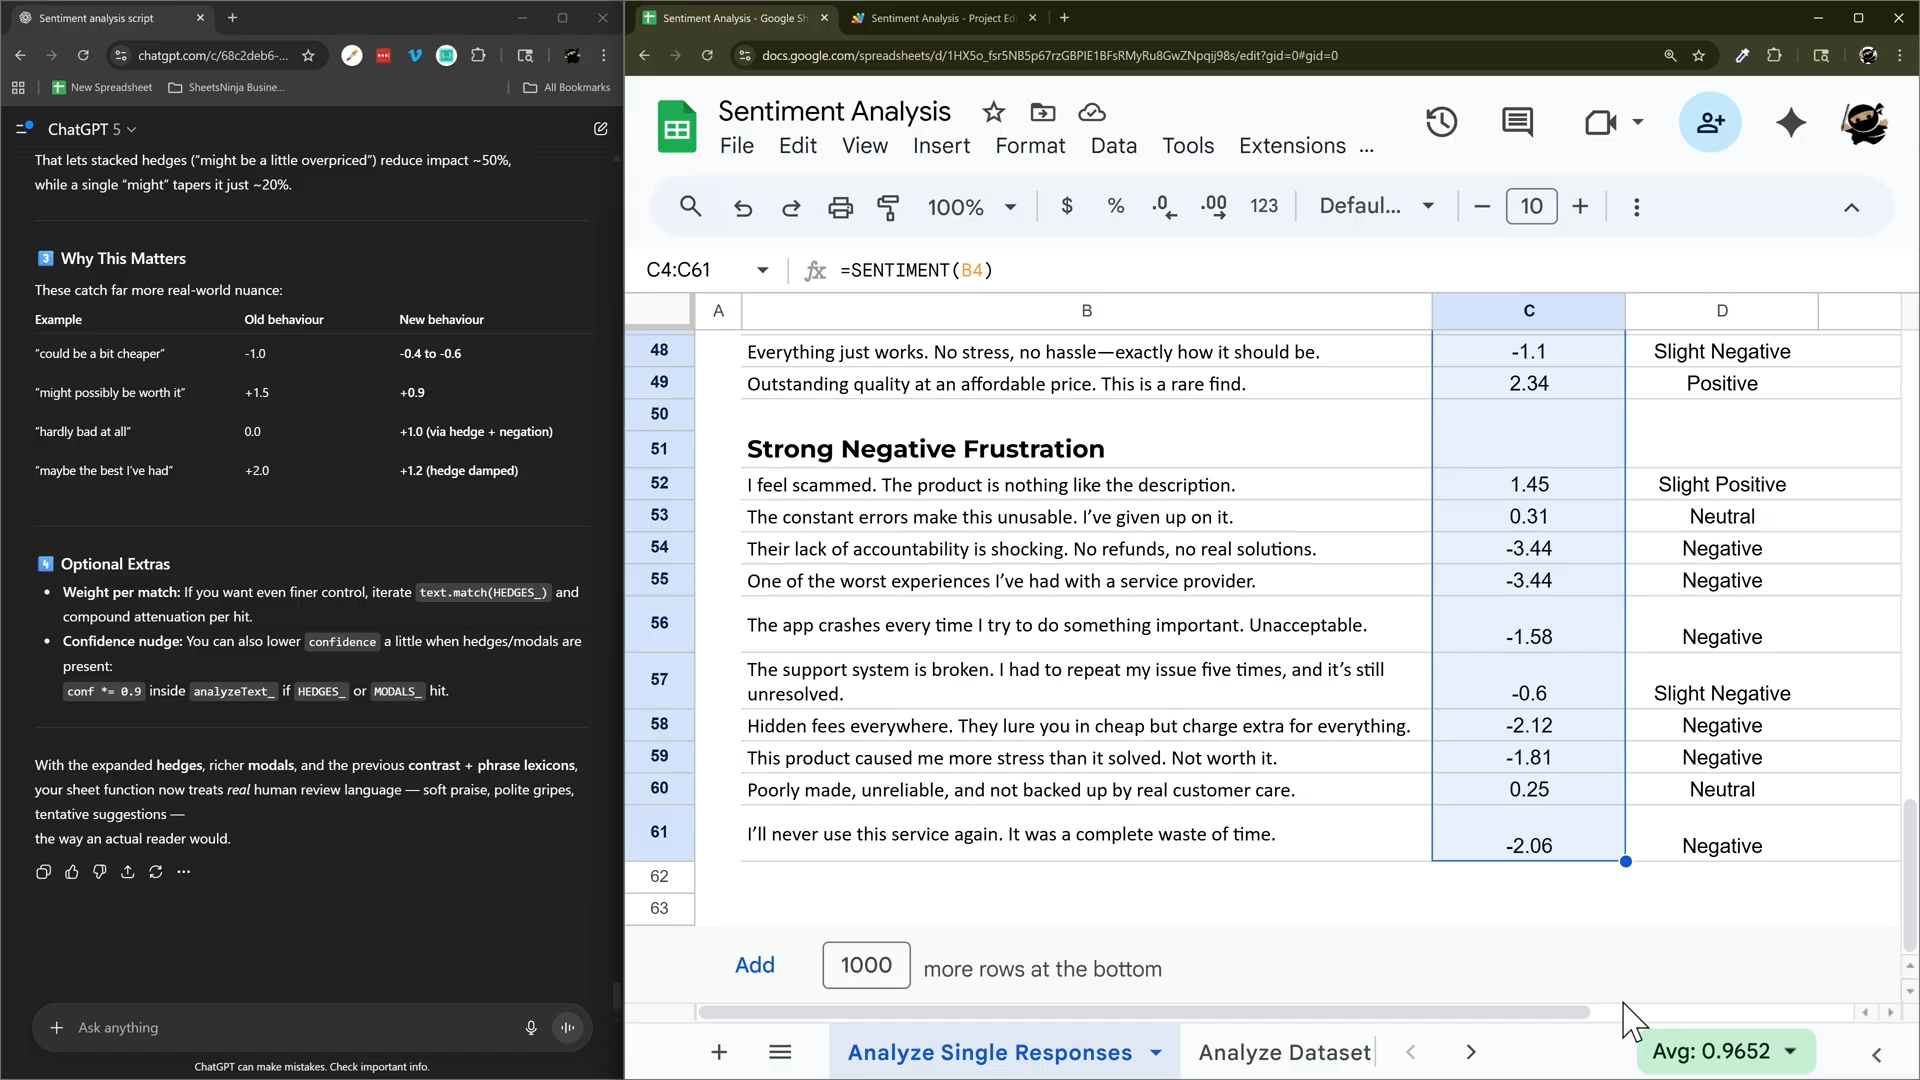 Sentiment analysis script
chatgpt.com/c/68c2deb6-...
New Spreadsheet
SheetsNinja Busine...
All Bookmarks
ChatGPT 5
That lets stacked hedges (“might be a little overpriced”) reduce impact ~50%,
while a single “might” tapers it just ~20%.
3 Why This Matters
These catch far more real-world nuance:
Example Old behaviour New behaviour
“could be a bit cheaper” -1.0 -0.4 to -0.6
“might possibly be worth it” +1.5 +0.9
“hardly bad at all” 0.0 +1.0 (via hedge + negation)
“maybe the best I’ve had” +2.0 +1.2 (hedge damped)
4 Optional Extras
• Weight per match: If you want even finer control, iterate text.match(HEDGES_) and
compound attenuation per hit.
• Confidence nudge: You can also lower confidence a little when hedges/modals are
present:
conf *= 0.9 inside analyzeText_ if HEDGES_ or MODALS_ hit.
With the expanded hedges, richer modals, and the previous contrast + phrase lexicons,
your sheet function now treats real human review language — soft praise, polite gripes,
tentative suggestions —
the way an actual reader would.
Ask anything
ChatGPT can make mistakes. Check important info.
Sentiment Analysis - Google Sh
Sentiment Analysis - Project Edi
docs.google.com/spreadsheets/d/1HX5o_fsr5NB5p67rzGBPIE1BFsRMyRu8GwZNpqij98s/edit?gid=0#gid=0
Sentiment Analysis
File Edit View Insert Format Data Tools Extensions ...
100% $ % .0 .00 123 Defaul... − 10 +
C4:C61 fx =SENTIMENT(B4)
A B C D
48 Everything just works. No stress, no hassle—exactly how it should be. -1.1 Slight Negative
49 Outstanding quality at an affordable price. This is a rare find. 2.34 Positive
50
51 Strong Negative Frustration
52 I feel scammed. The product is nothing like the description. 1.45 Slight Positive
53 The constant errors make this unusable. I’ve given up on it. 0.31 Neutral
54 Their lack of accountability is shocking. No refunds, no real solutions. -3.44 Negative
55 One of the worst experiences I’ve had with a service provider. -3.44 Negative
56 The app crashes every time I try to do something important. Unacceptable. -1.58 Negative
57 The support system is broken. I had to repeat my issue five times, and it’s still
unresolved. -0.6 Slight Negative
58 Hidden fees everywhere. They lure you in cheap but charge extra for everything. -2.12 Negative
59 This product caused me more stress than it solved. Not worth it. -1.81 Negative
60 Poorly made, unreliable, and not backed up by real customer care. 0.25 Neutral
61 I’ll never use this service again. It was a complete waste of time. -2.06 Negative
62
63
Add 1000 more rows at the bottom
Analyze Single Responses Analyze Dataset Avg: 0.9652